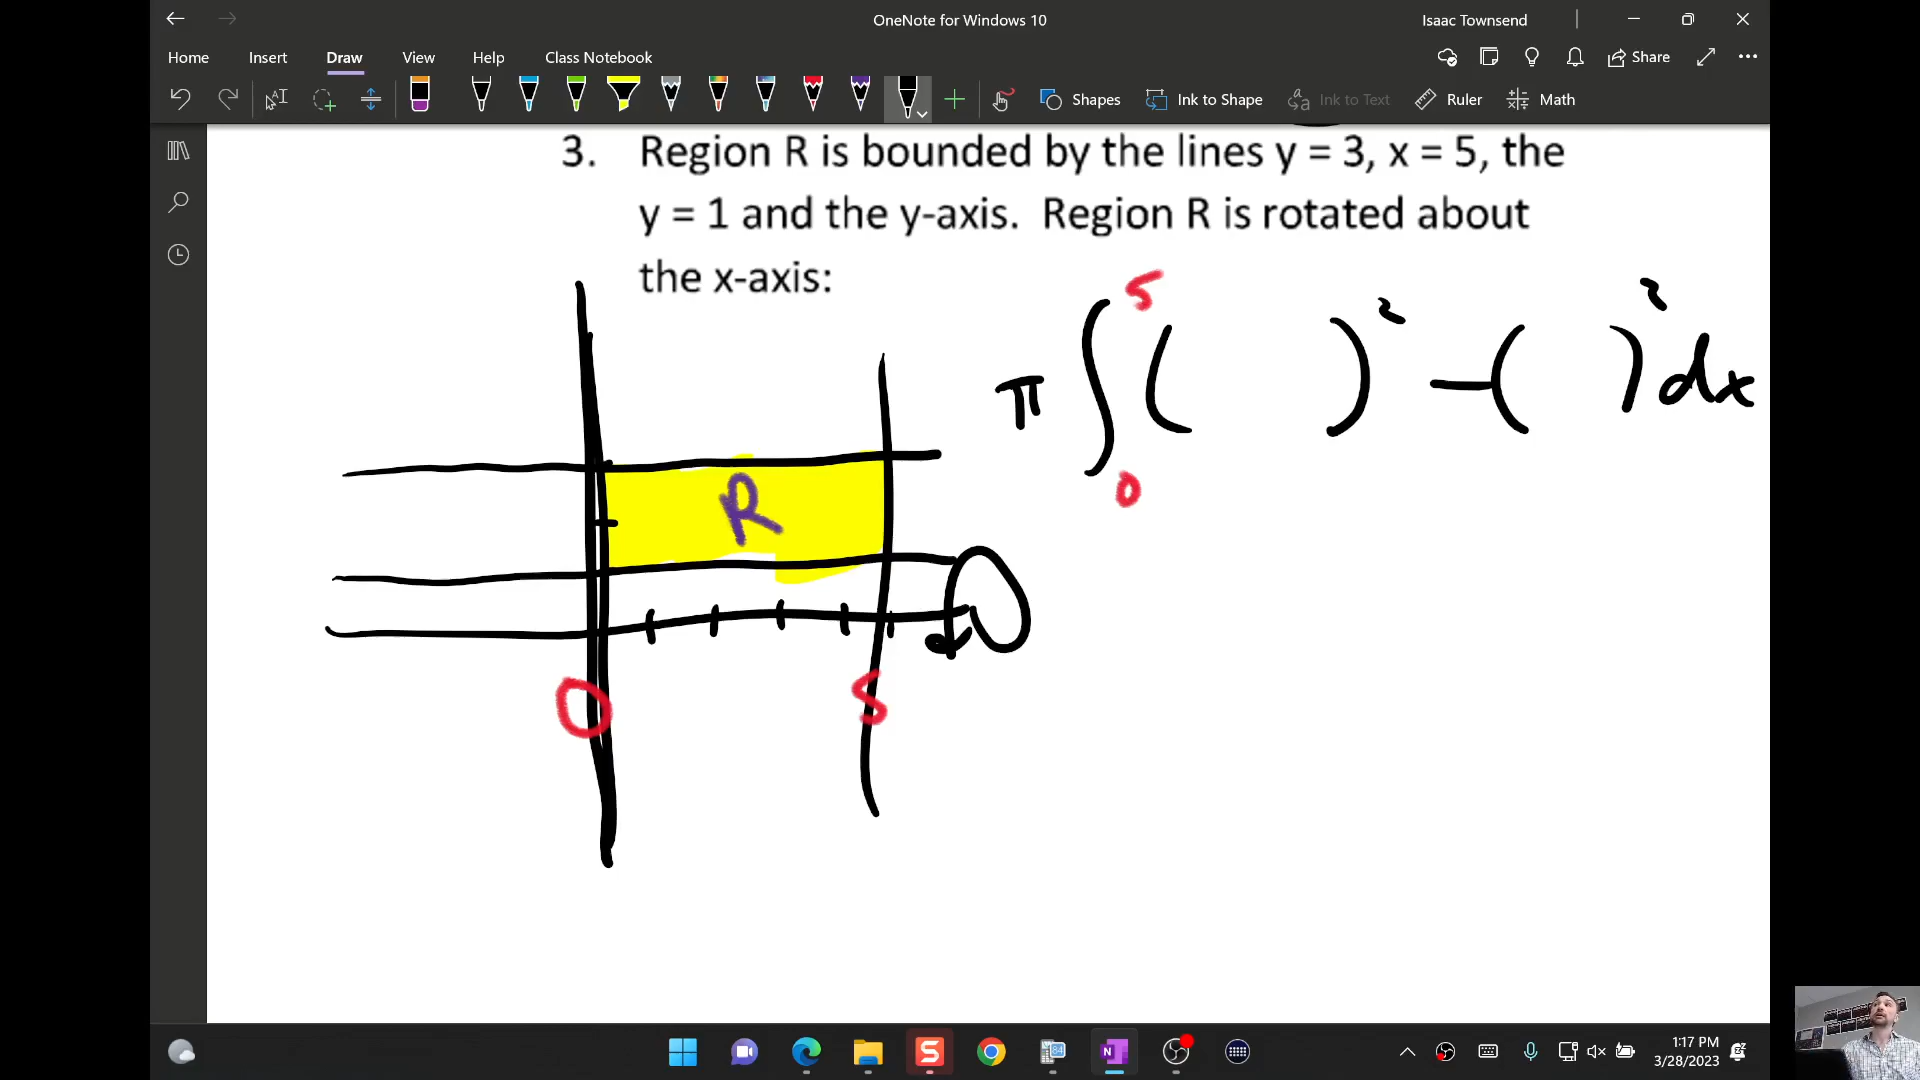 OneNote for Windows 10
Isaac Townsend
Home Insert Draw View Help Class Notebook
Share
Shapes Ink to Shape Ink to Text Ruler Math
3. Region R is bounded by the lines y = 3, x = 5, the
y = 1 and the y-axis. Region R is rotated about
the x-axis:
π ∫ 5 0 ( )² - ( )² dx
R
0 5
1:17 PM
3/28/2023